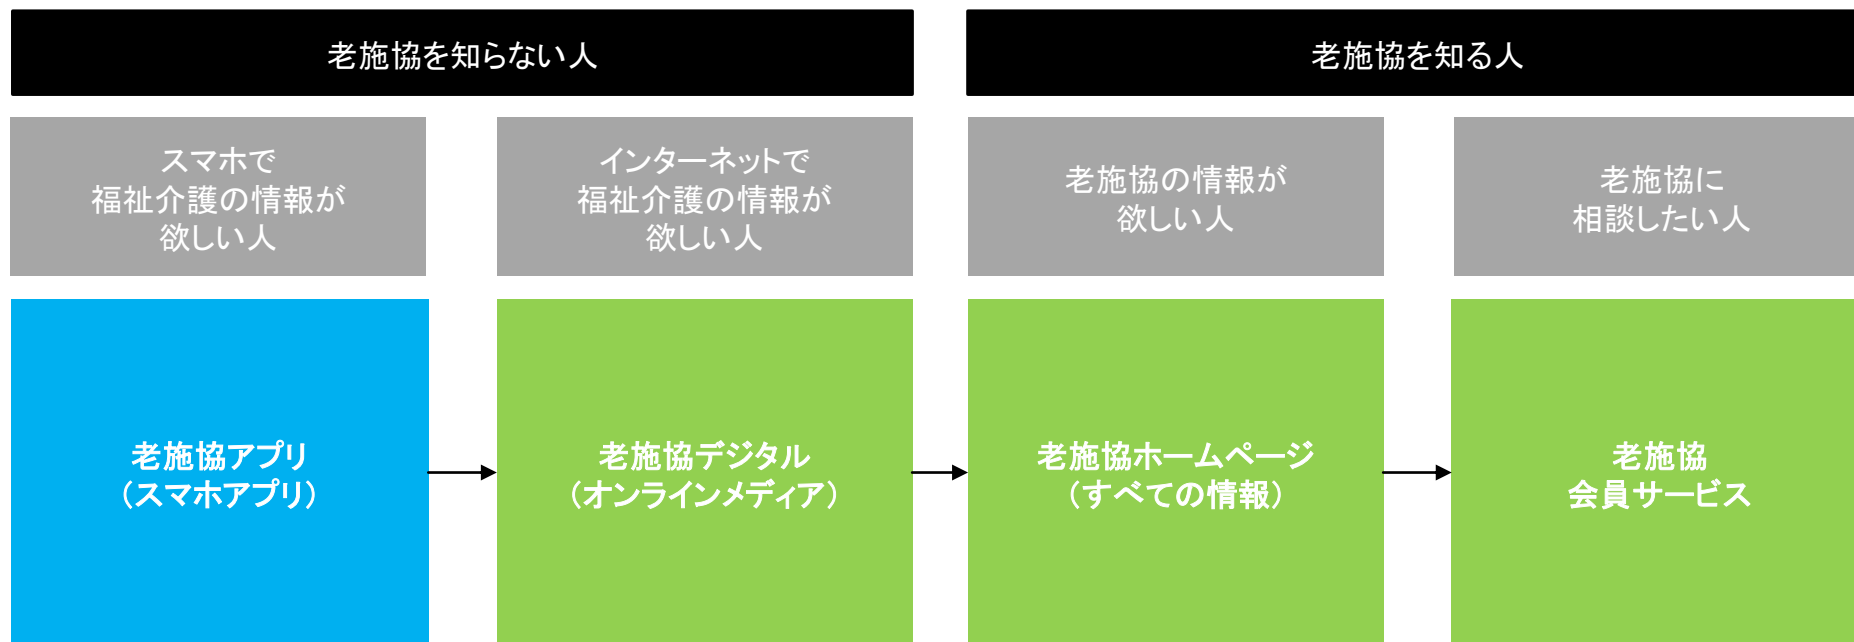 老施協を知らない人
老施協を知る人
スマホで
福祉介護の情報が
欲しい人
インターネットで
福祉介護の情報が
欲しい人
老施協の情報が
欲しい人
老施協に
相談したい人
老施協アプリ
（スマホアプリ）
老施協デジタル
（オンラインメディア）
老施協ホームページ
（すべての情報）
老施協
会員サービス